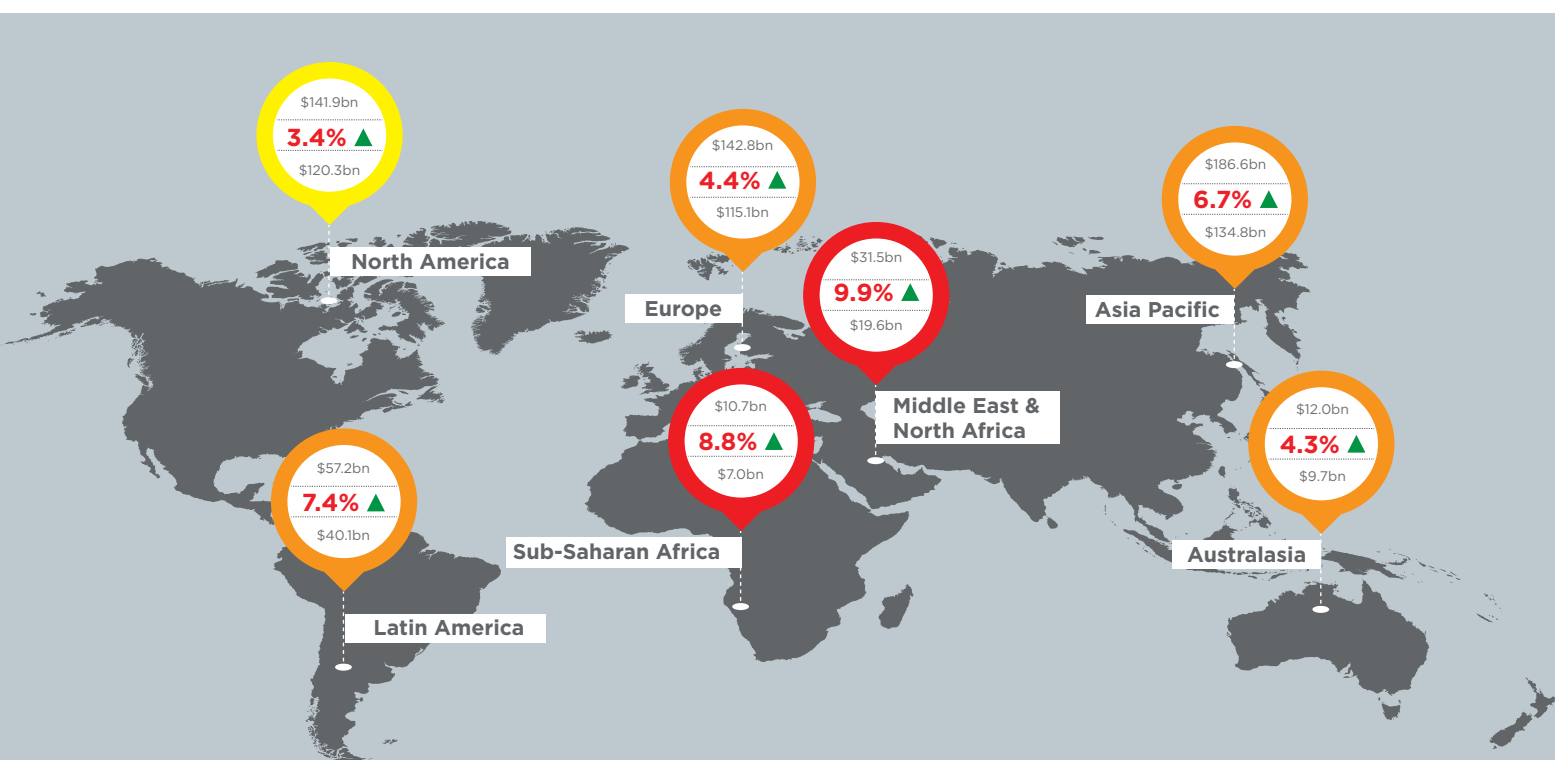 $141.9bn
3.4%
$120.3bn
North America
$142.8bn
4.4%
$115.1bn
Europe
$31.5bn
9.9%
$19.6bn
Middle East &
North Africa
$186.6bn
6.7%
$134.8bn
Asia Pacific
$57.2bn
7.4%
$40.1bn
Latin America
$10.7bn
8.8%
$7.0bn
Sub-Saharan Africa
$12.0bn
4.3%
$9.7bn
Australasia